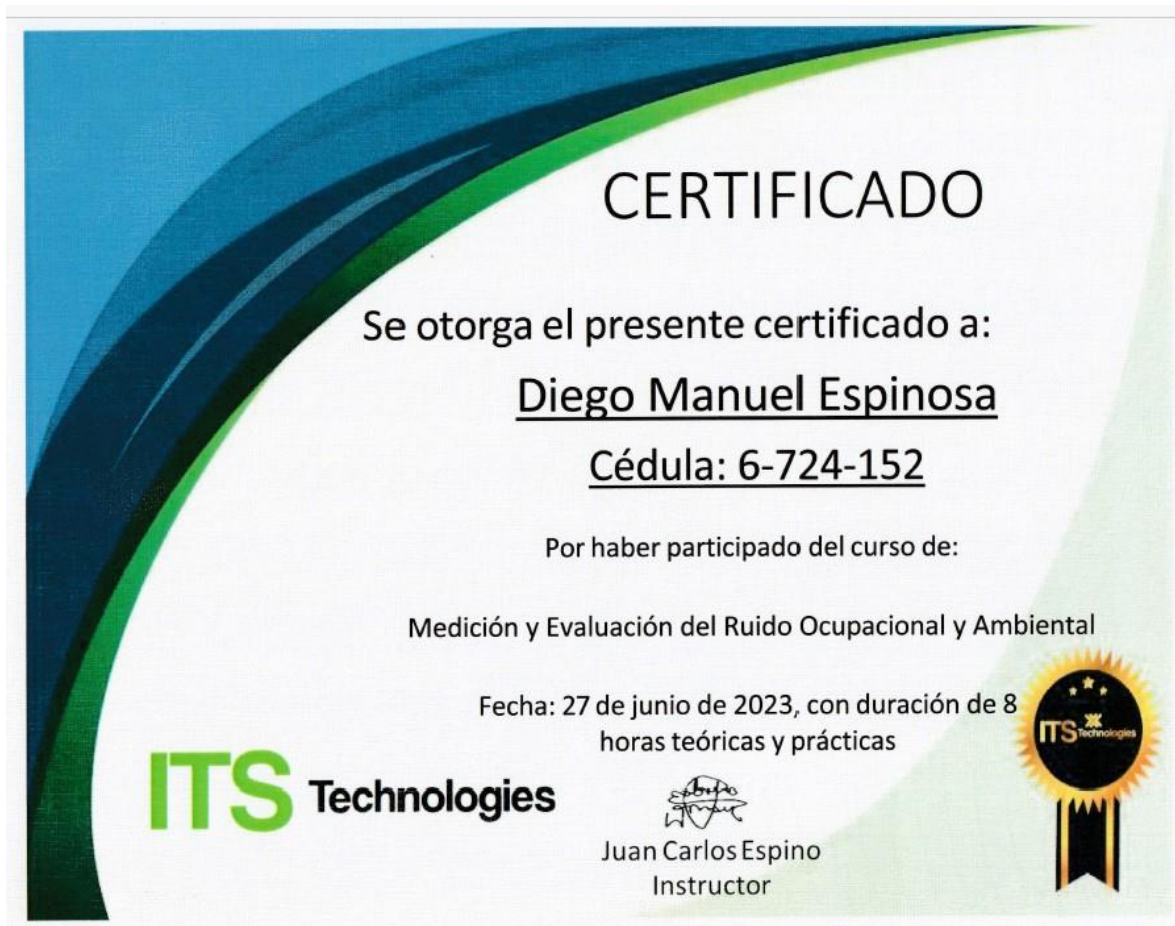 CERTIFICADO
Se otorga el presente certificado a:
Diego Manuel Espinosa
Cédula: 6-724-152
Por haber participado del curso de:
Medición y Evaluación del Ruido Ocupacional y Ambiental
Fecha: 27 de junio de 2023, con duración de 8
horas teóricas y prácticas
ITS Technologies
ITS Technologies
Juan Carlos Espino
Instructor